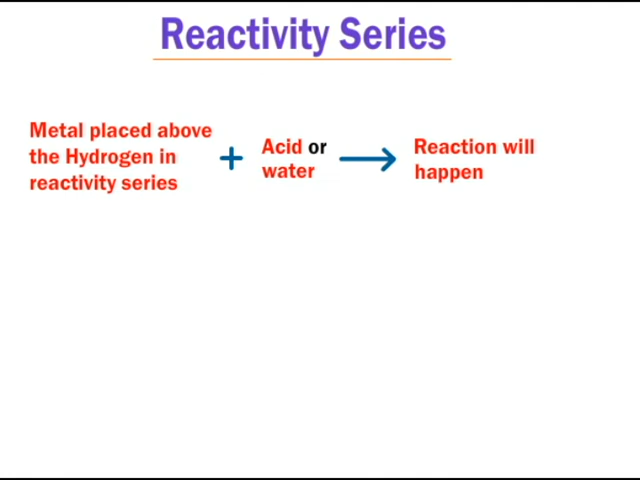 Reactivity Series
Metal placed above
the Hydrogen in
reactivity series
+
Acid or
water
Reaction will
happen